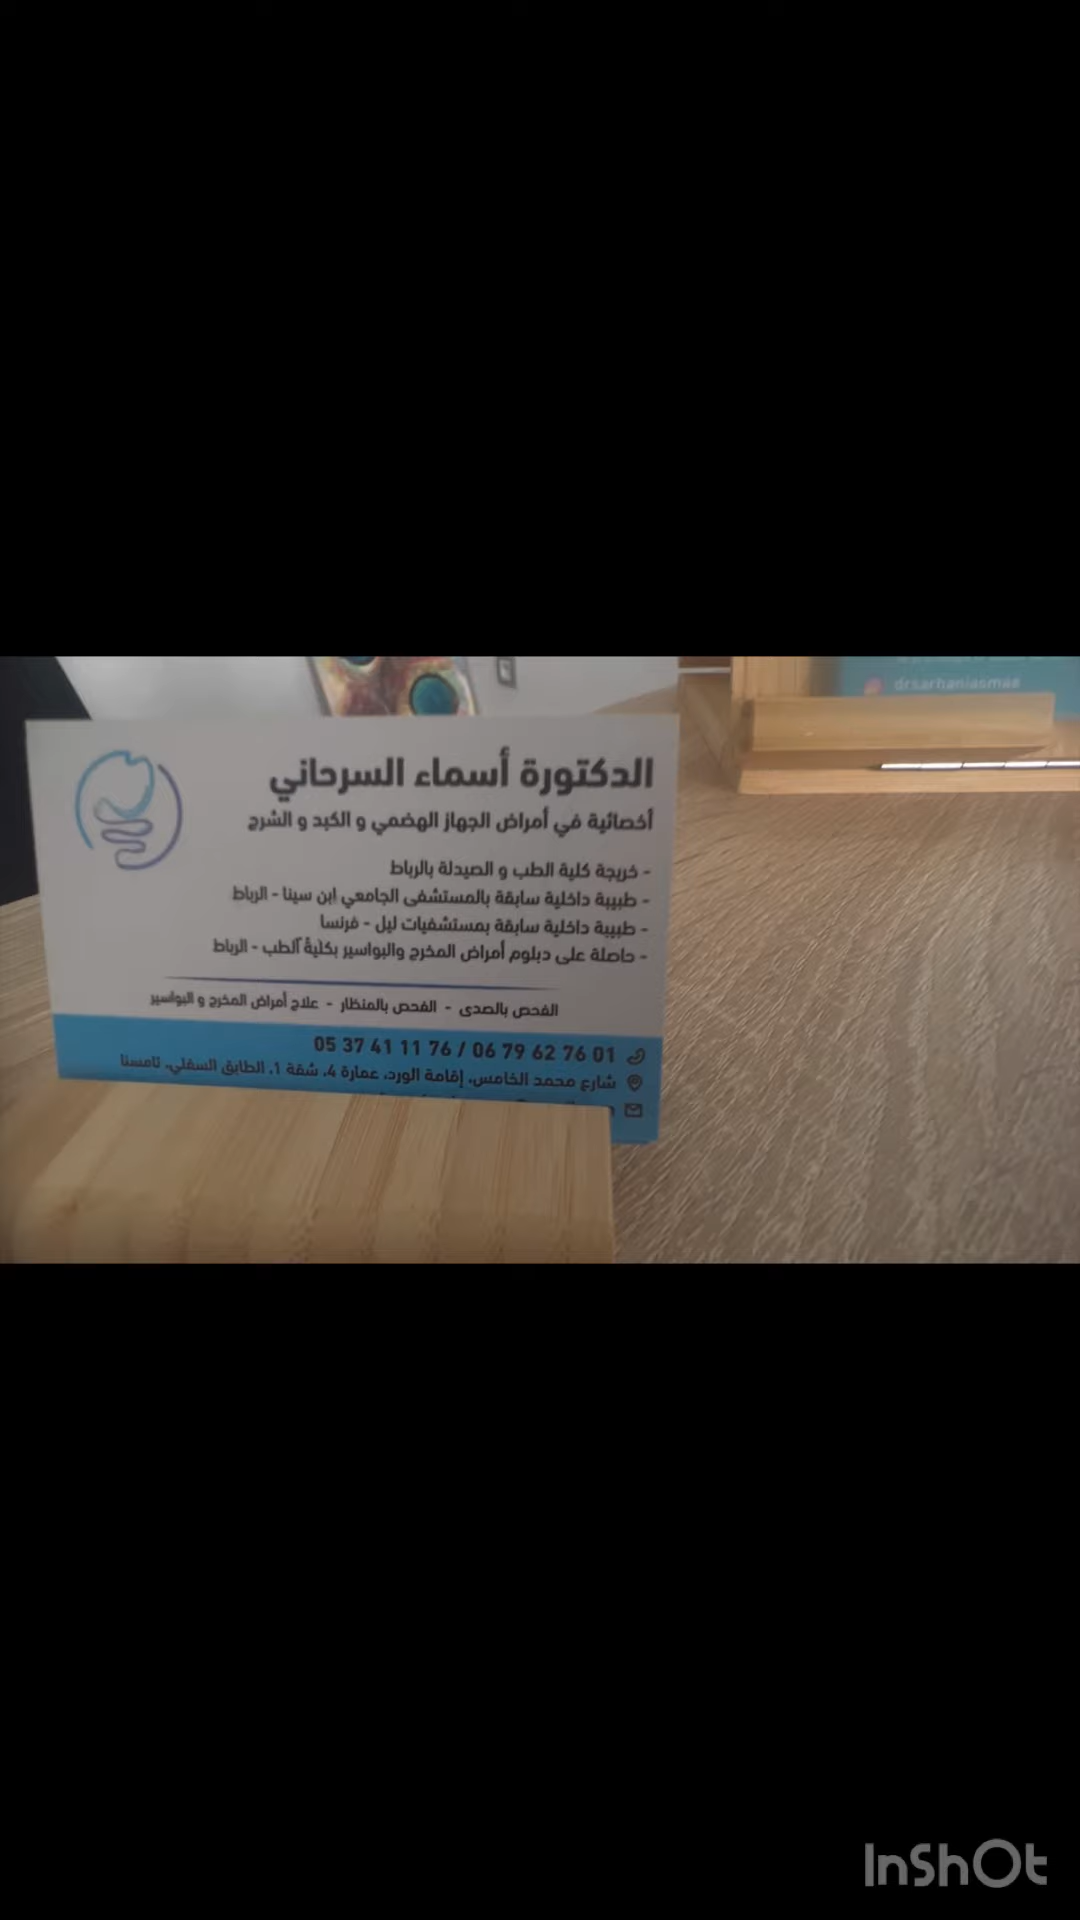 drsarhaniasmae
الدكتورة أسماء السرحاني
أخصائية في أمراض الجهاز الهضمي و الكبد و الشرج
- خريجة كلية الطب و الصيدلة بالرباط
- طبيبة داخلية سابقة بالمستشفى الجامعي إبن سينا - الرباط
- طبيبة داخلية سابقة بمستشفيات ليل - فرنسا
- حاصلة على دبلوم أمراض المخرج والبواسير بكلية الطب - الرباط
الفحص بالصدى - الفحص بالمنظار - علاج أمراض المخرج و البواسير
05 37 41 11 76 / 06 79 62 76 01
شارع محمد الخامس، إقامة الورد، عمارة 4، شقة 1، الطابق السفلي، تامسنا
InShOt